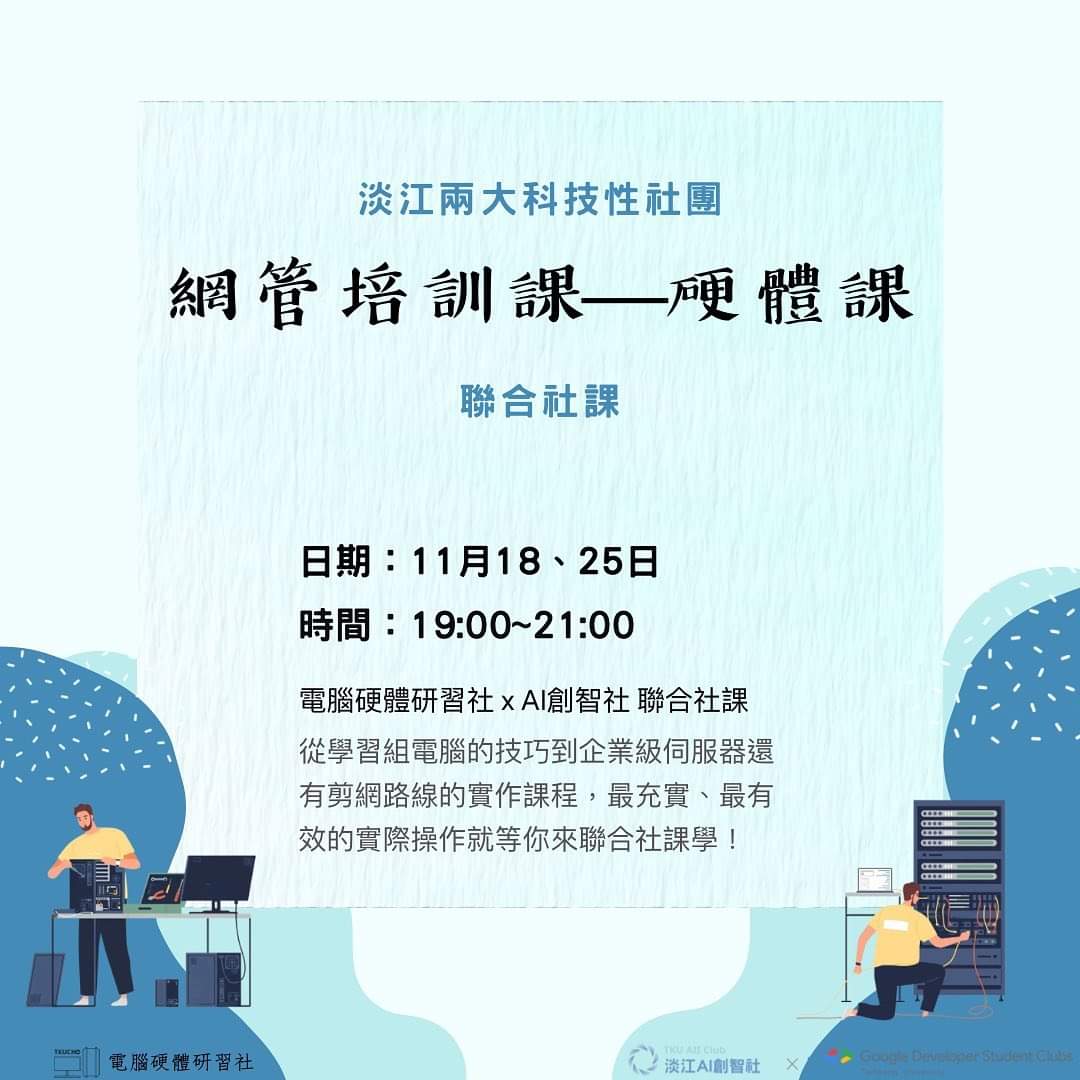 淡江兩大科技性社團
網管培訓課——硬體課
聯合社課
日期：11月18、25日
時間：19:00~21:00
電腦硬體研習社 x AI創智社 聯合社課
從學習組電腦的技巧到企業級伺服器還
有剪網路線的實作課程，最充實、最有
效的實際操作就等你來聯合社課學！
TKUCHD
電腦硬體研習社
TKU AII Club
淡江AI創智社
×
Google Developer Student Clubs